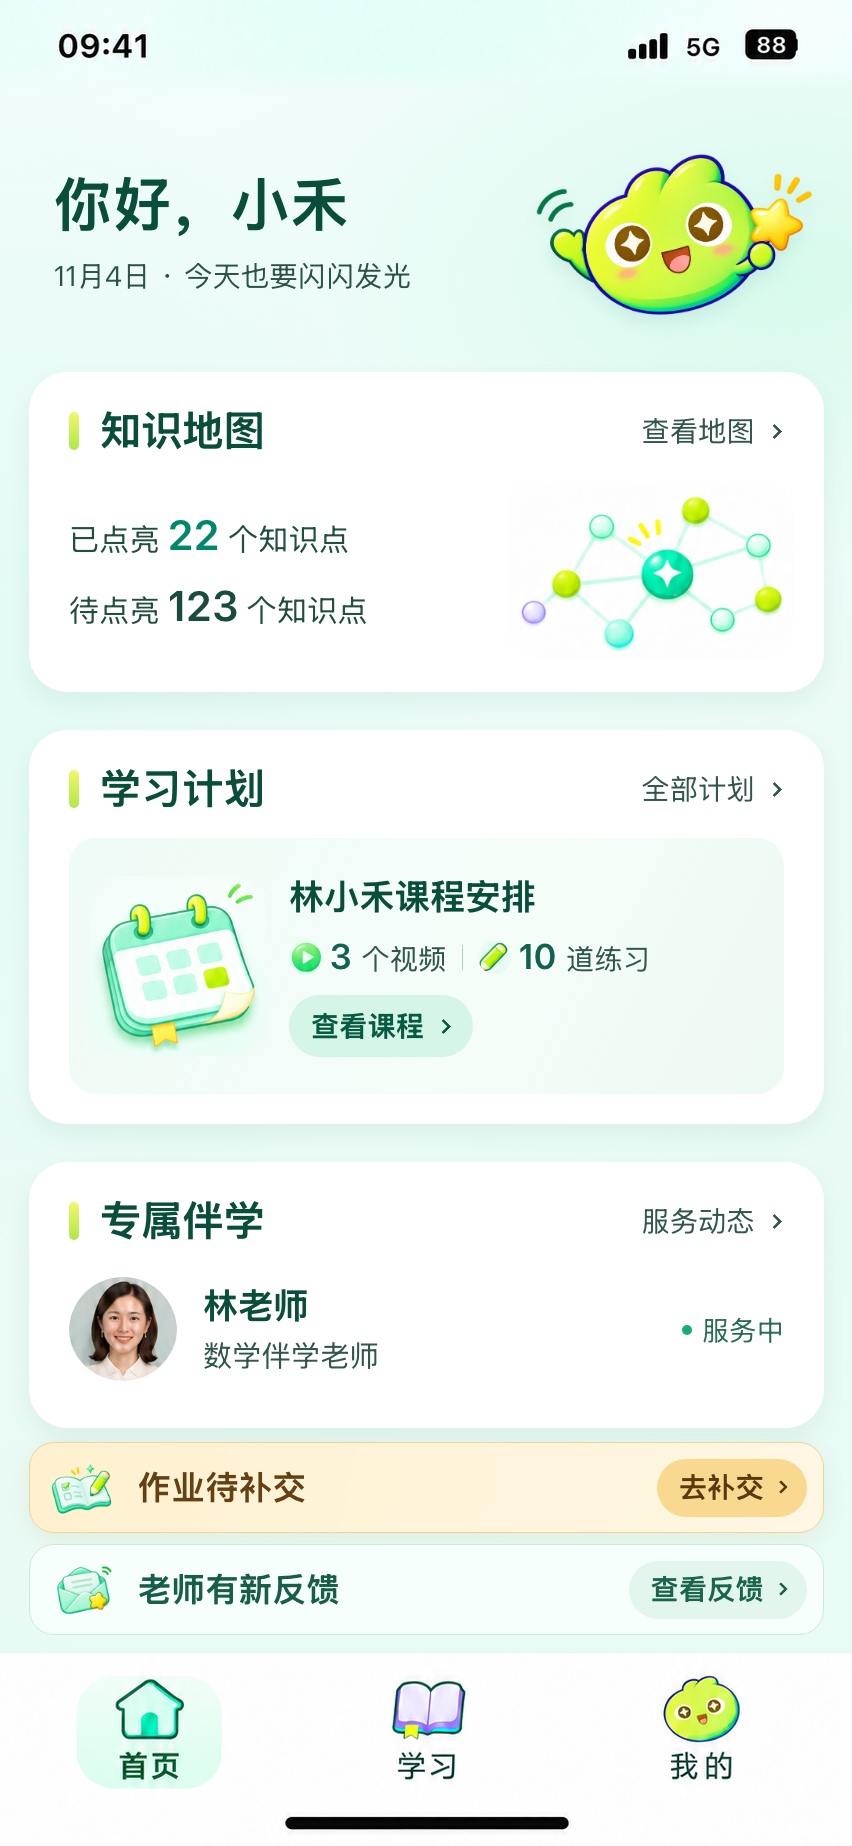 09:41
5G
88
你好，小禾
11月4日 · 今天也要闪闪发光
知识地图
查看地图 >
已点亮 22 个知识点
待点亮 123 个知识点
学习计划
全部计划 >
林小禾课程安排
3 个视频 | 10 道练习
查看课程 >
专属伴学
服务动态 >
林老师
数学伴学老师
服务中
作业待补交
去补交 >
老师有新反馈
查看反馈 >
首页
学习
我的